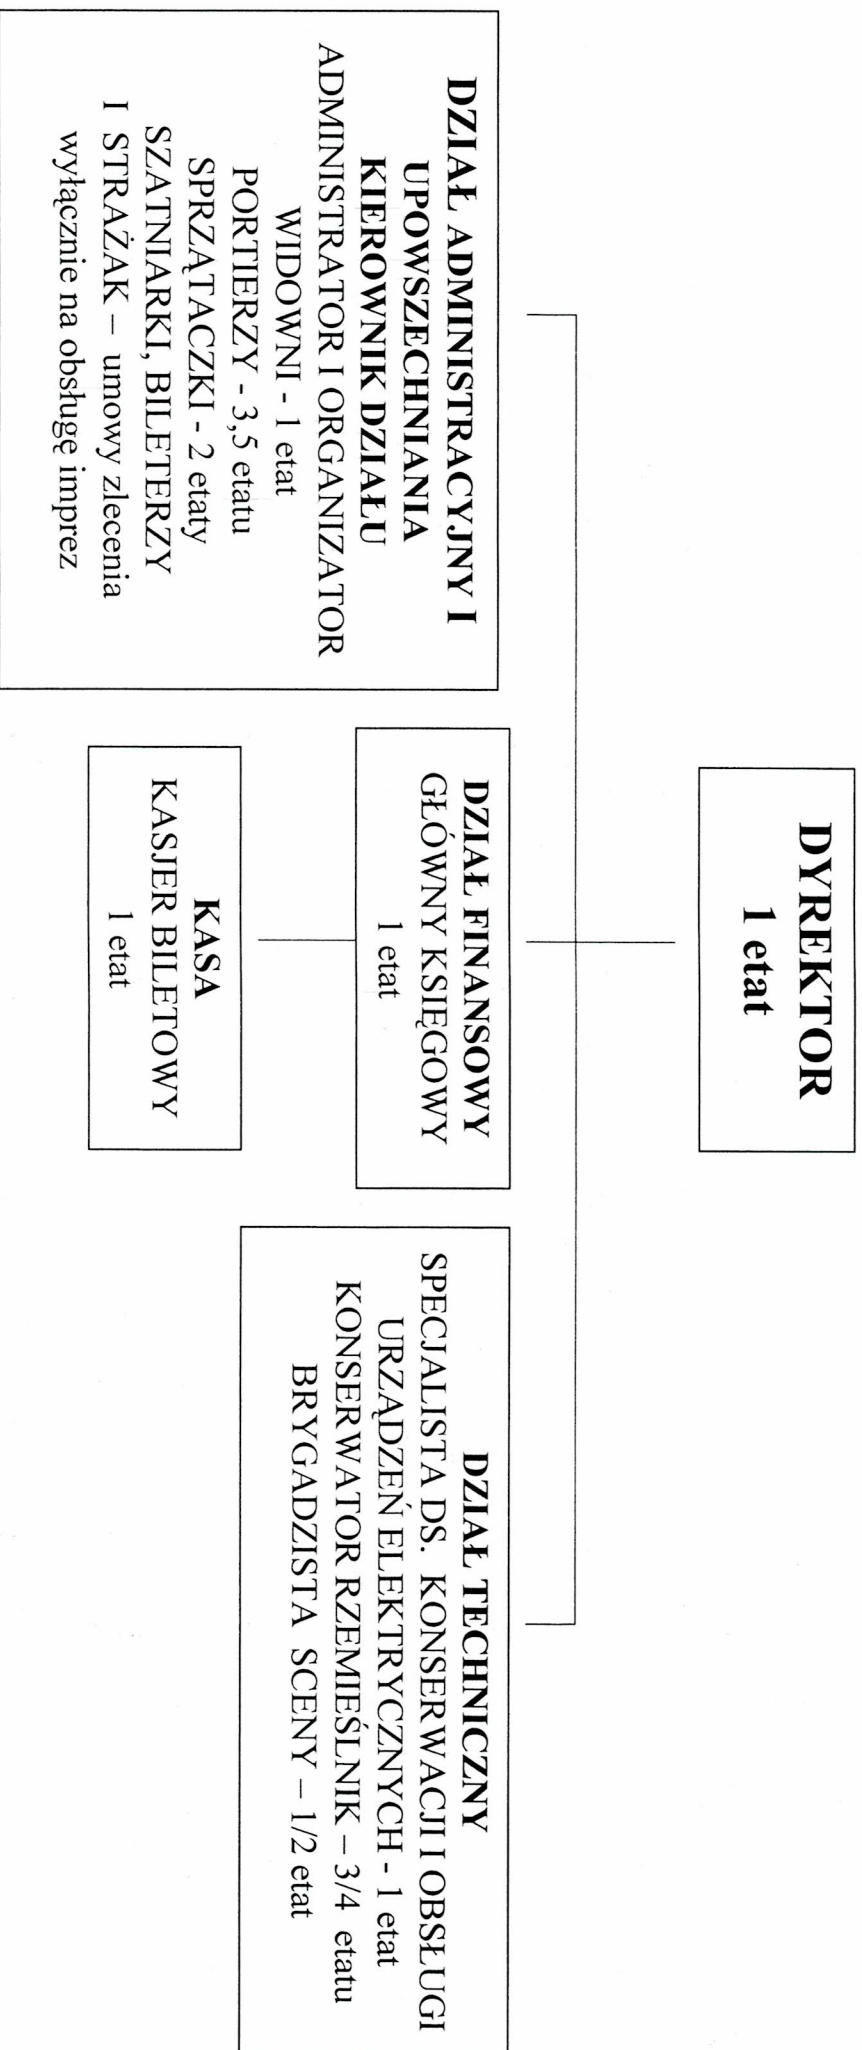 DYREKTOR
1 etat
DZIAŁ ADMINISTRACYJNY I
UPOWSZECHNIANIA
KIEROWNIK DZIAŁU
ADMINISTRATOR I ORGANIZATOR
WIDOWNI - 1 etat
PORTIERZY - 3,5 etatu
SPRZĄTACZKI - 2 etaty
SZATNIARKI, BILETERZY
I STRAŻAK – umowy zlecenia
wyłącznie na obsługę imprez
DZIAŁ FINANSOWY
GŁÓWNY KSIĘGOWY
1 etat
KASA
KASJER BILETOWY
1 etat
DZIAŁ TECHNICZNY
SPECJALISTA DS. KONSERWACJI I OBSŁUGI
URZĄDZEŃ ELEKTRYCZNYCH - 1 etat
KONSERWATOR RZEMIEŚLNIK – 3/4 etatu
BRYGADZISTA SCENY – 1/2 etat